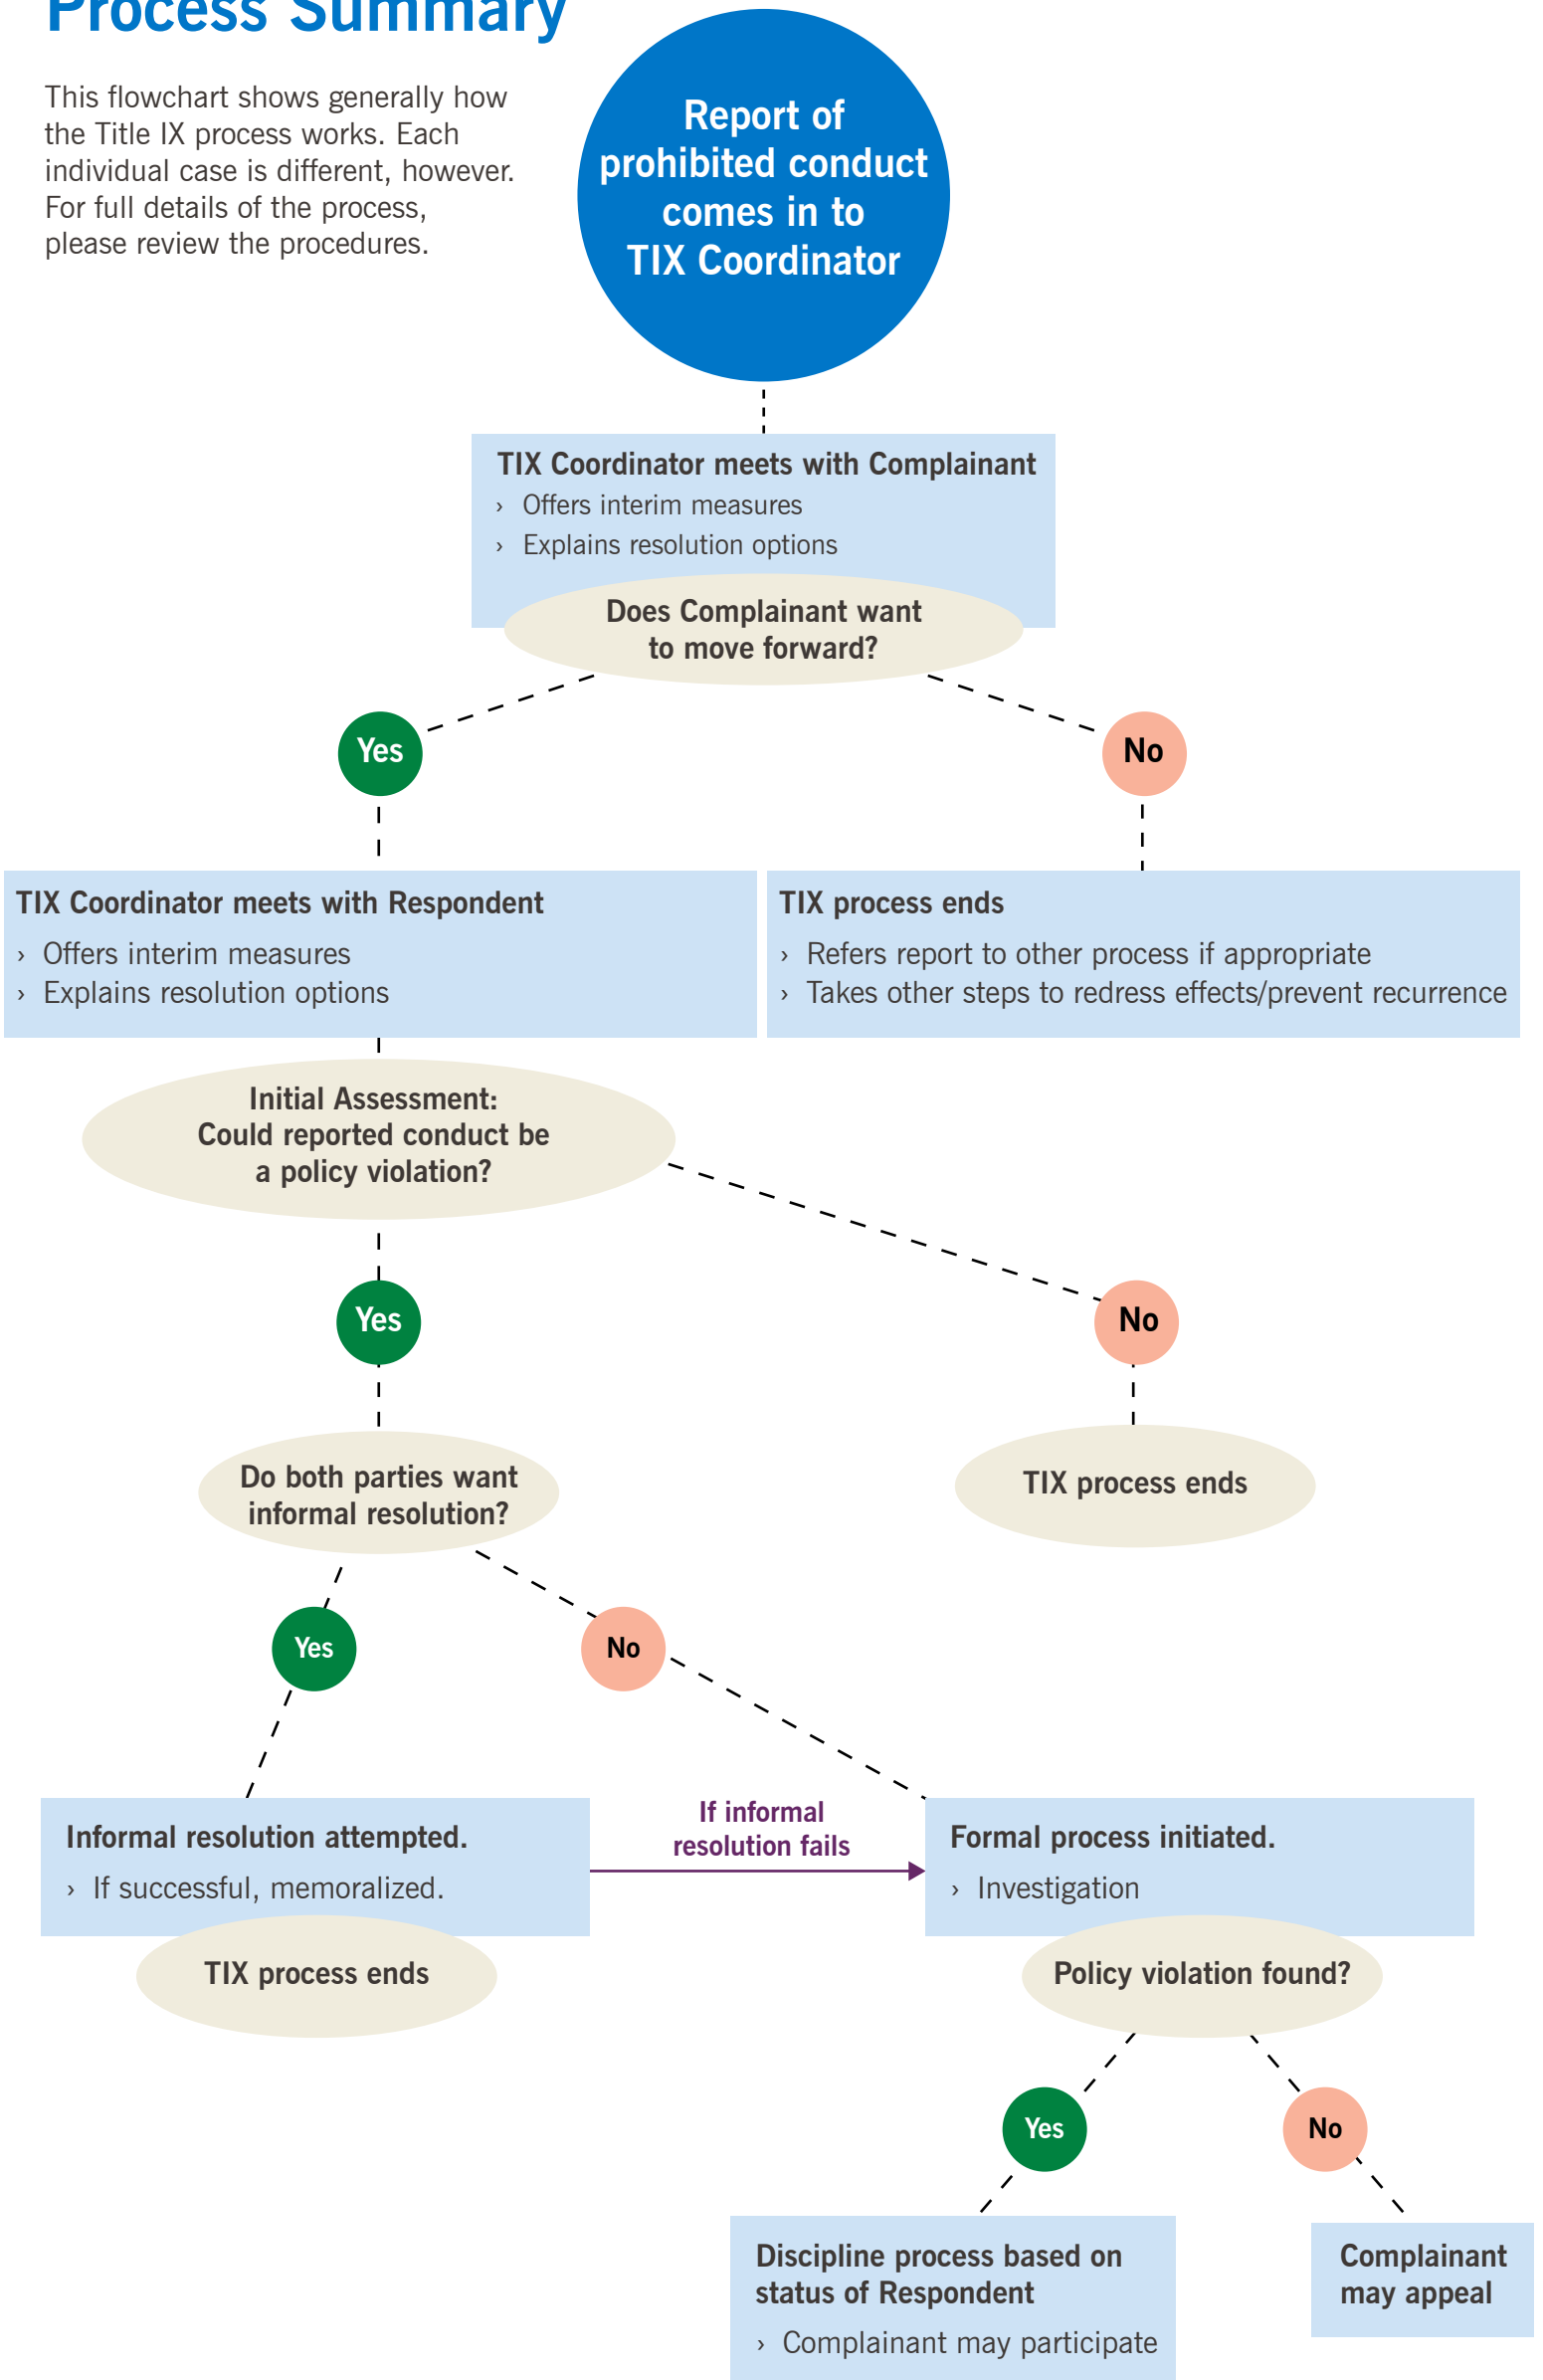 Process Summary
This flowchart shows generally how
the Title IX process works. Each
individual case is different, however.
For full details of the process,
please review the procedures.
Report of
prohibited conduct
comes in to
TIX Coordinator
TIX Coordinator meets with Complainant
› Offers interim measures
› Explains resolution options
Does Complainant want
to move forward?
Yes
No
TIX Coordinator meets with Respondent
› Offers interim measures
› Explains resolution options
TIX process ends
› Refers report to other process if appropriate
› Takes other steps to redress effects/prevent recurrence
Initial Assessment:
Could reported conduct be
a policy violation?
Yes
No
Do both parties want
informal resolution?
TIX process ends
Yes
No
Informal resolution attempted.
› If successful, memoralized.
TIX process ends
If informal
resolution fails
Formal process initiated.
› Investigation
Policy violation found?
Yes
No
Discipline process based on
status of Respondent
› Complainant may participate
Complainant
may appeal